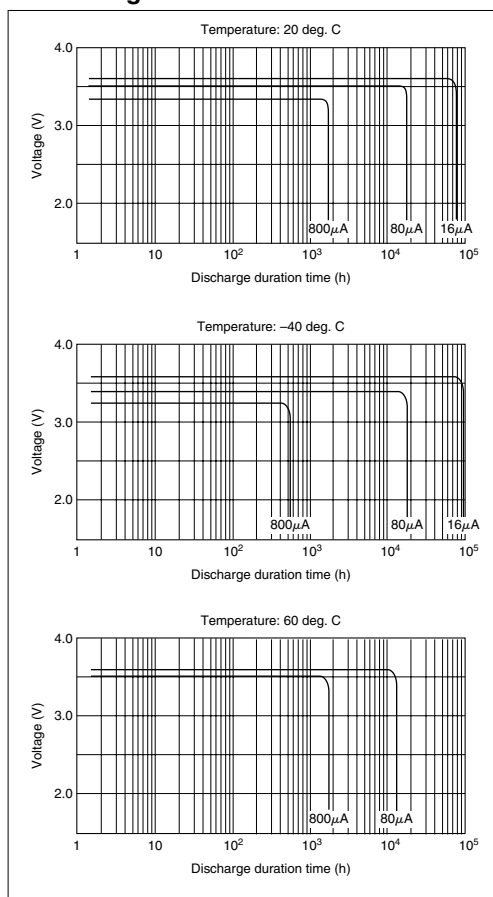 Temperature: 20 deg. C
4.0
3.0
2.0
Voltage (V)
800μA 80μA 16μA
1 10 10² 10³ 10⁴ 10⁵
Discharge duration time (h)
Temperature: –40 deg. C
4.0
3.0
2.0
Voltage (V)
800μA 80μA 16μA
1 10 10² 10³ 10⁴ 10⁵
Discharge duration time (h)
Temperature: 60 deg. C
4.0
3.0
2.0
Voltage (V)
800μA 80μA
1 10 10² 10³ 10⁴ 10⁵
Discharge duration time (h)